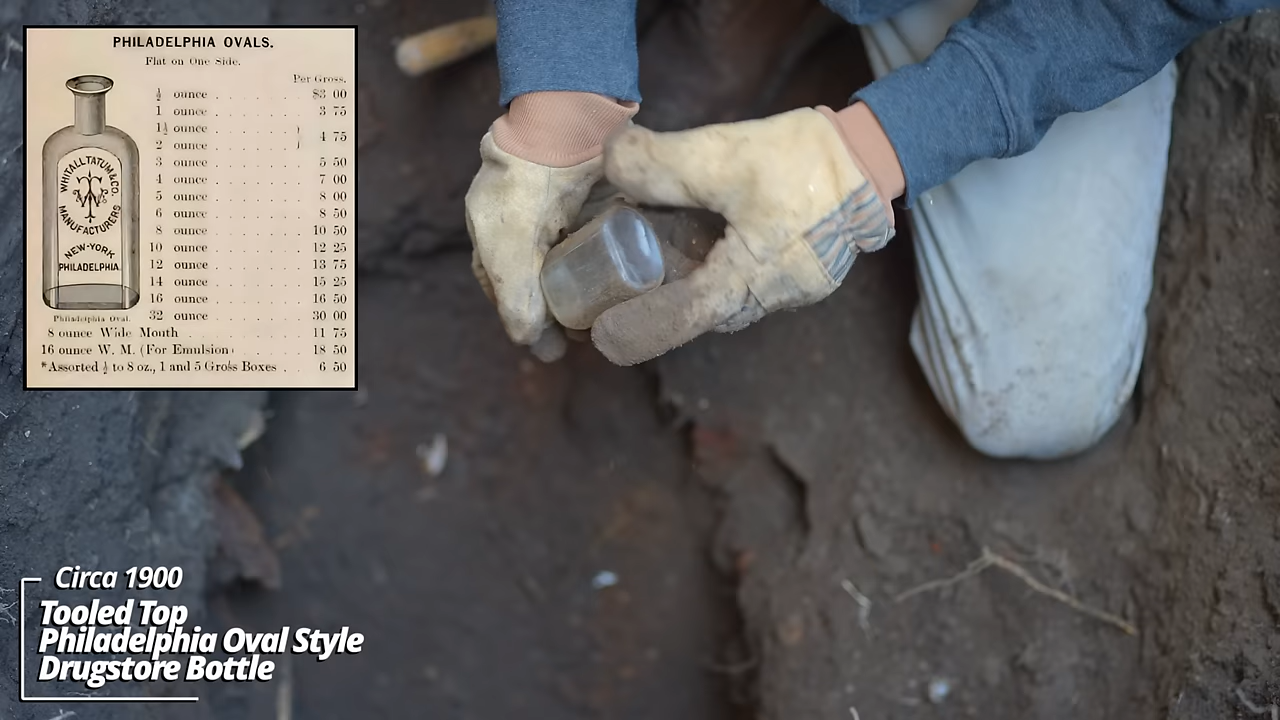 PHILADELPHIA OVALS.
Flat on One Side.
Per Gross.
½ ounce . . . . . . . . $3 00
1 ounce . . . . . . . . 3 75
1½ ounce . . . . . . . }
2 ounce . . . . . . . } 4 75
3 ounce . . . . . . . . 5 50
4 ounce . . . . . . . . 7 00
5 ounce . . . . . . . . 8 00
6 ounce . . . . . . . . 8 50
8 ounce . . . . . . . . 10 50
10 ounce . . . . . . . . 12 25
12 ounce . . . . . . . . 13 75
14 ounce . . . . . . . . 15 25
16 ounce . . . . . . . . 16 50
32 ounce . . . . . . . . 30 00
WHITALL TATUM & CO.
MANUFACTURERS
NEW-YORK
PHILADELPHIA.
Philadelphia Oval.
8 ounce Wide Mouth . . . . . . . 11 75
16 ounce W. M. (For Emulsion) . . . . 18 50
*Assorted ½ to 8 oz., 1 and 5 Gross Boxes . . 6 50
Circa 1900
Tooled Top
Philadelphia Oval Style
Drugstore Bottle